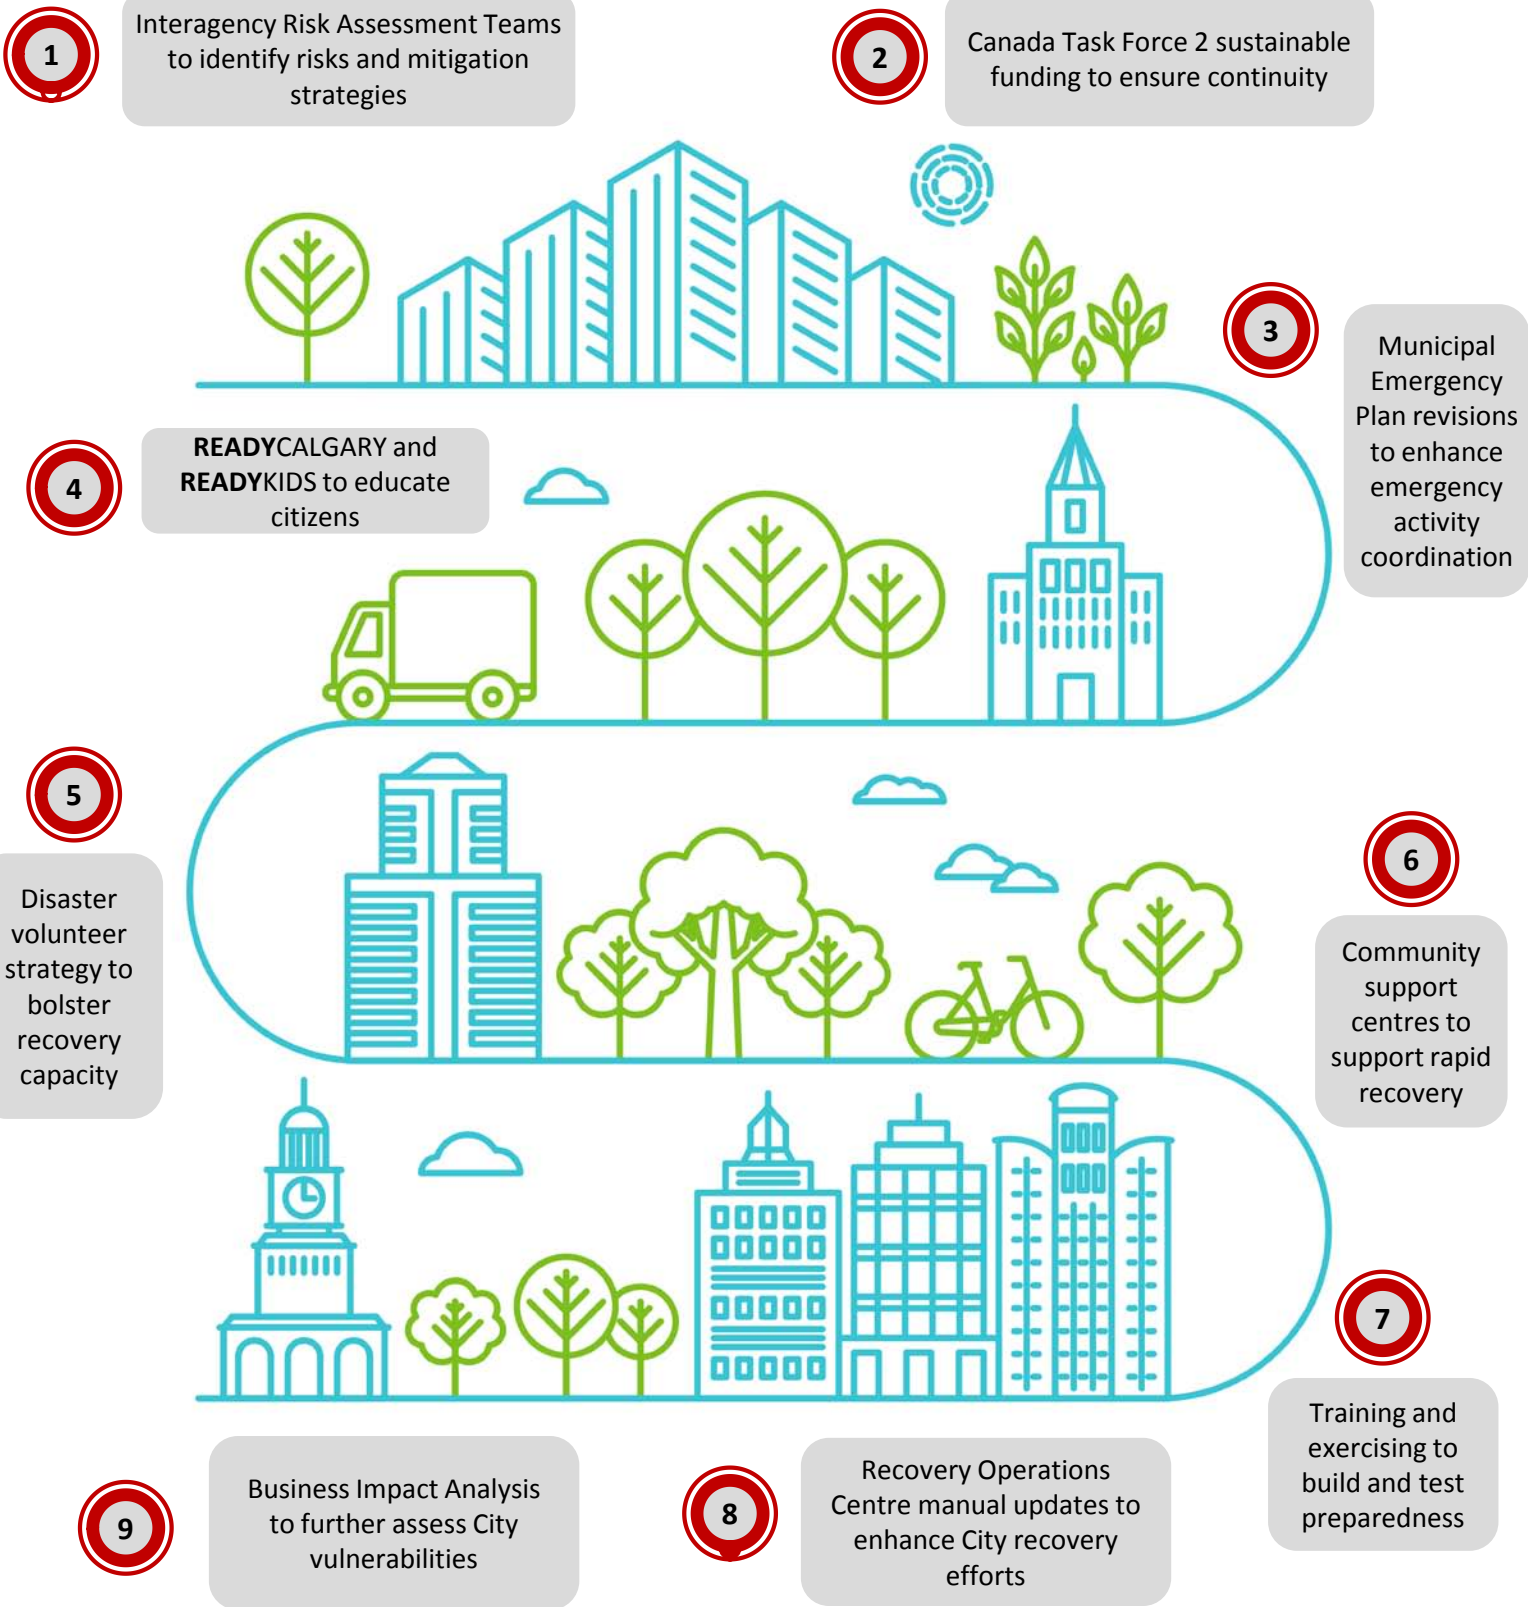 1
Interagency Risk Assessment Teams
to identify risks and mitigation
strategies
2
Canada Task Force 2 sustainable
funding to ensure continuity
3
Municipal
Emergency
Plan revisions
to enhance
emergency
activity
coordination
4
READYCALGARY and
READYKIDS to educate
citizens
5
Disaster
volunteer
strategy to
bolster
recovery
capacity
6
Community
support
centres to
support rapid
recovery
7
Training and
exercising to
build and test
preparedness
8
Recovery Operations
Centre manual updates to
enhance City recovery
efforts
9
Business Impact Analysis
to further assess City
vulnerabilities